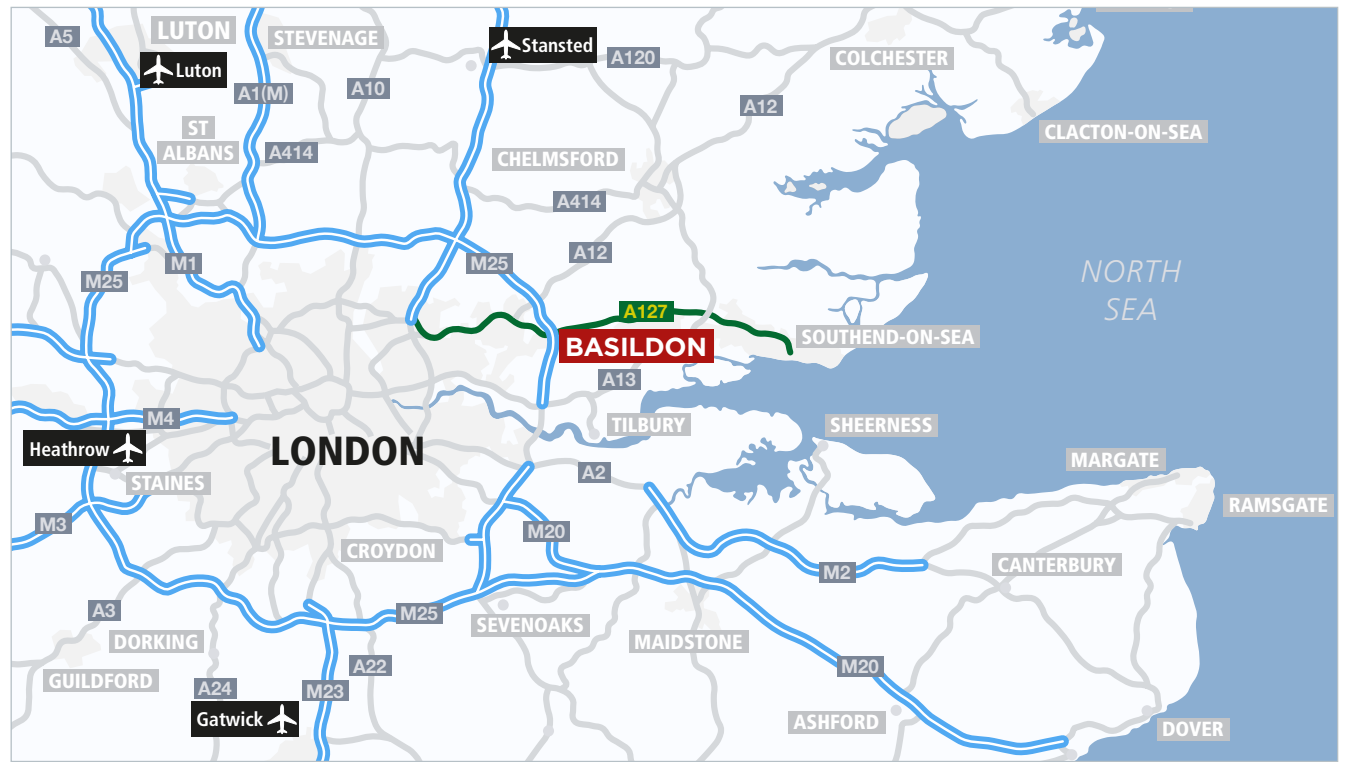 A5
LUTON
STEVENAGE
Stansted
A120
COLCHESTER
Luton
A1(M)
A10
A12
ST
ALBANS
A414
CHELMSFORD
CLACTON-ON-SEA
A414
M25
M1
M25
A12
NORTH
SEA
A127
BASILDON
SOUTHEND-ON-SEA
A13
M4
TILBURY
SHEERNESS
Heathrow
LONDON
STAINES
A2
MARGATE
RAMSGATE
M3
CROYDON
M20
M2
CANTERBURY
A3
M25
SEVENOAKS
MAIDSTONE
DORKING
GUILDFORD
A22
M20
A24
M23
Gatwick
ASHFORD
DOVER